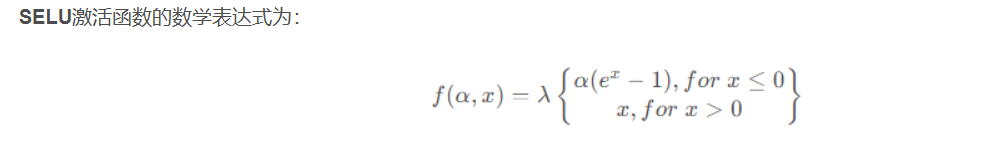 SELU激活函数的数学表达式为：
f(α, x) = λ {α(eˣ − 1), for x ≤ 0
x, for x > 0}